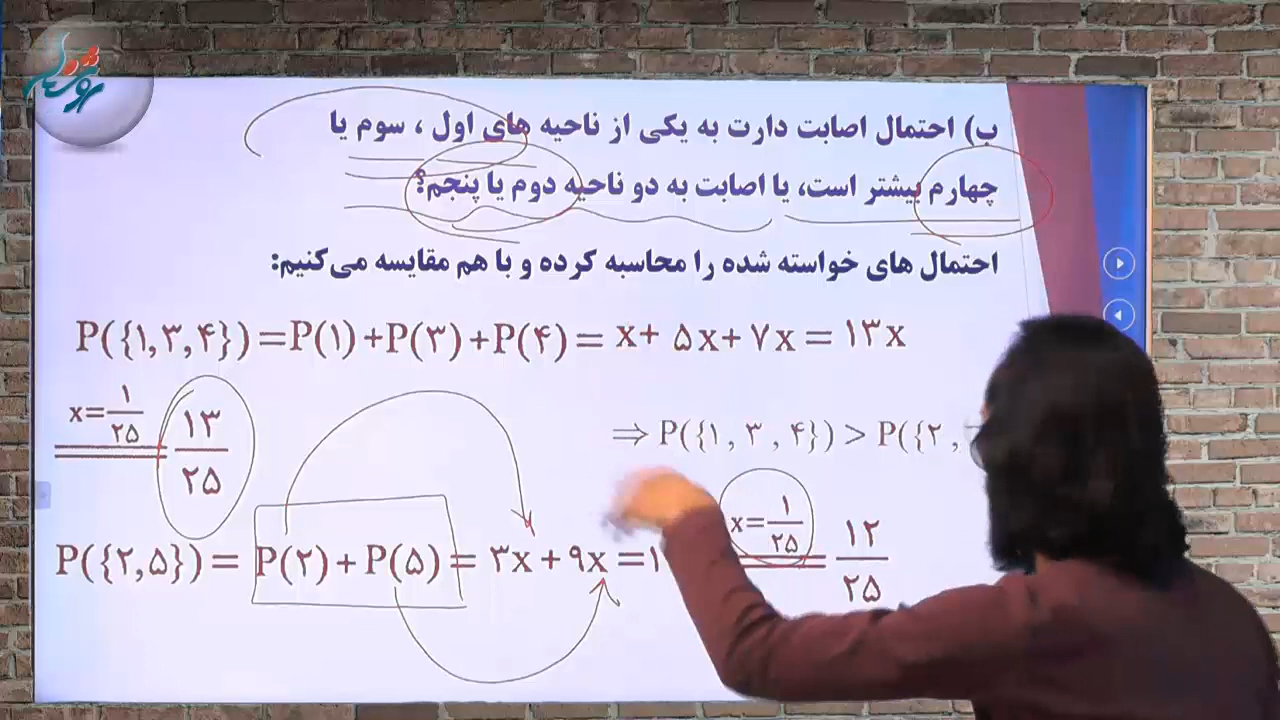 ب) احتمال اصابت دارت به یکی از ناحیه های اول ، سوم یا
چهارم بیشتر است، یا اصابت به دو ناحیه دوم یا پنجم؟
احتمال های خواسته شده را محاسبه کرده و با هم مقایسه می‌کنیم:
P({۱,۳,۴})=P(۱)+P(۳)+P(۴)= x+ ۵x+ ۷x = ۱۳x
x=۱/۲۵ ۱۳/۲۵
⇒ P({۱ , ۳ , ۴}) > P({۲ ,
P({۲,۵})= P(۲)+P(۵) = ۳x+۹x =۱
x=۱/۲۵ ۱۲/۲۵